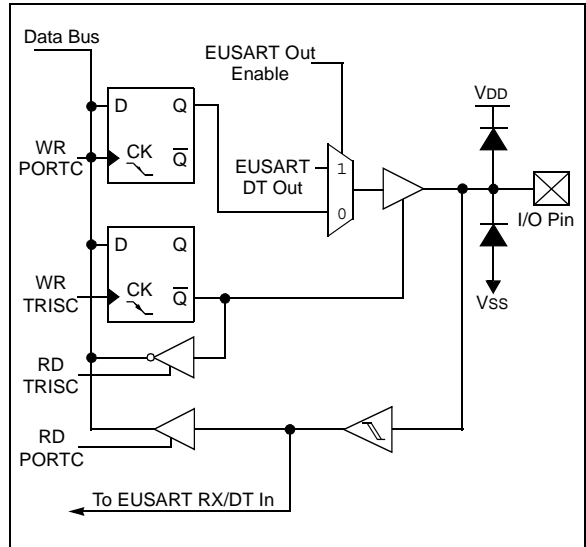 Data Bus
EUSART Out
Enable
VDD
D Q
WR
PORTC
CK Q
EUSART
DT Out
1
0
I/O Pin
D Q
WR
TRISC
CK Q
VSS
RD
TRISC
RD
PORTC
To EUSART RX/DT In